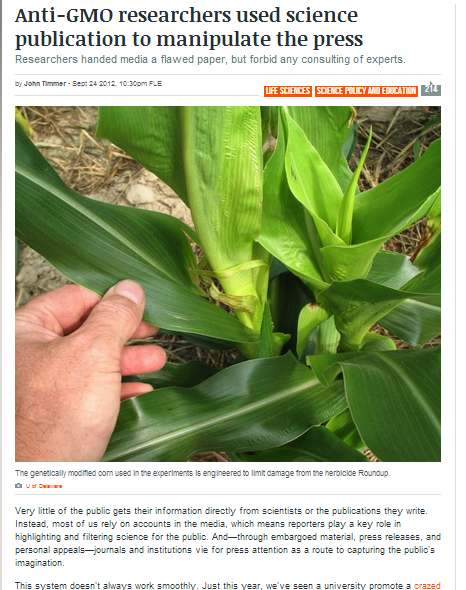 Anti-GMO researchers used science
publication to manipulate the press
Researchers handed media a flawed paper, but forbid any consulting of experts.
by John Timmer - Sept 24 2012, 10:30pm FLE
LIFE SCIENCES SCIENCE POLICY AND EDUCATION 214
The genetically modified corn used in the experiments is engineered to limit damage from the herbicide Roundup.
U of Delaware
Very little of the public gets their information directly from scientists or the publications they write.
Instead, most of us rely on accounts in the media, which means reporters play a key role in
highlighting and filtering science for the public. And—through embargoed material, press releases, and
personal appeals—journals and institutions vie for press attention as a route to capturing the public's
imagination.
This system doesn't always work smoothly. Just this year, we've seen a university promote a crazed